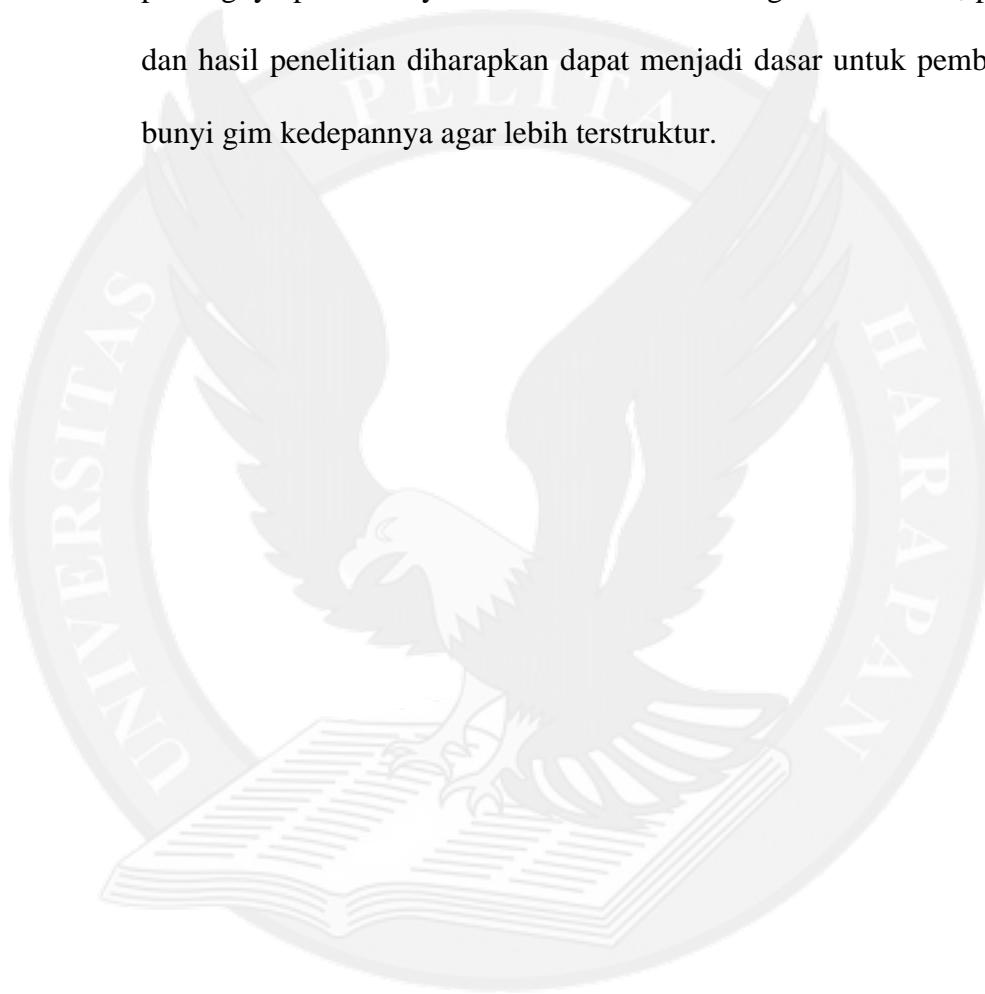 dan hasil penelitian diharapkan dapat menjadi dasar untuk pemb
bunyi gim kedepannya agar lebih terstruktur.
UNIVERSITAS PELITA HARAPAN